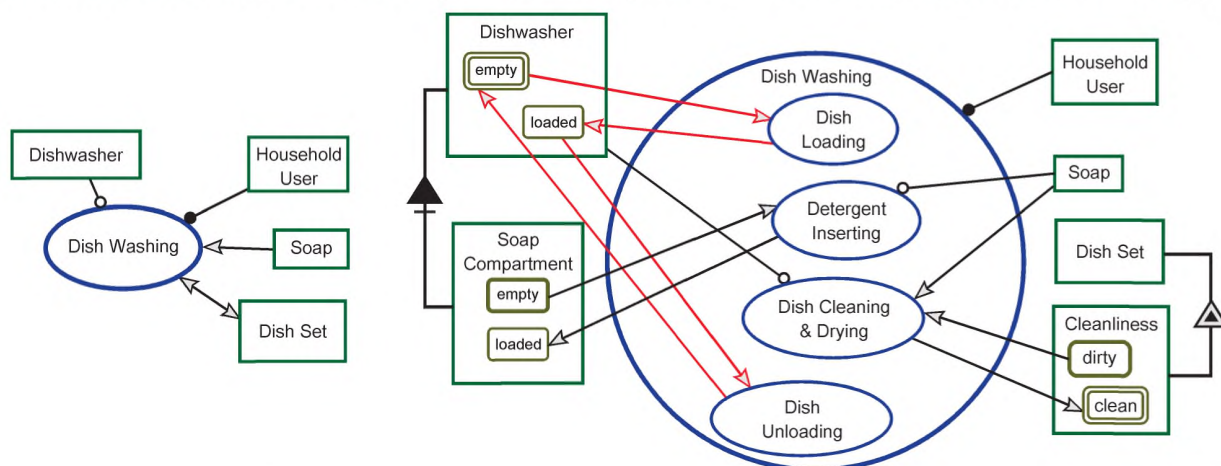 Dishwasher
Household
User
Dish Washing
Soap
Dish Set
Dishwasher
empty
loaded
Soap
Compartment
empty
loaded
Dish Washing
Dish
Loading
Detergent
Inserting
Dish Cleaning
& Drying
Dish
Unloading
Household
User
Soap
Dish Set
Cleanliness
dirty
clean